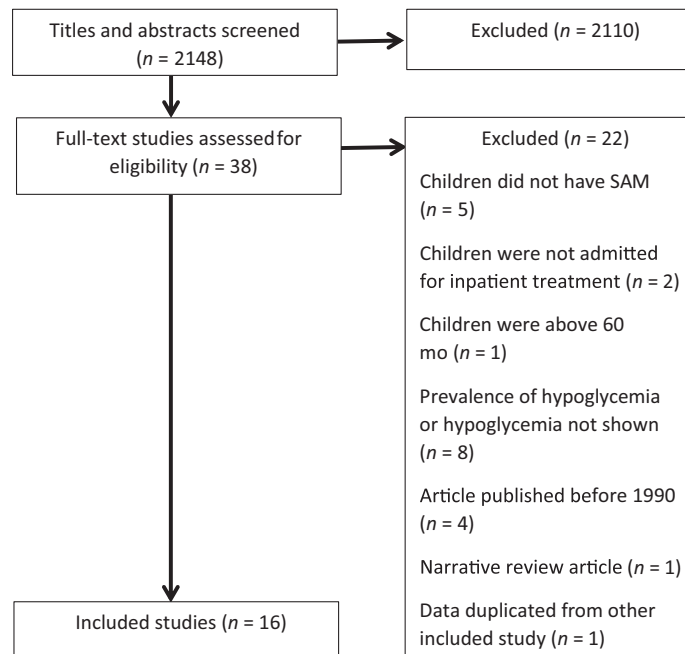 Titles and abstracts screened
(n = 2148)
Excluded (n = 2110)
Full-text studies assessed for
eligibility (n = 38)
Excluded (n = 22)
Children did not have SAM
(n = 5)
Children were not admitted
for inpatient treatment (n = 2)
Children were above 60
mo (n = 1)
Prevalence of hypoglycemia
or hypoglycemia not shown
(n = 8)
Article published before 1990
(n = 4)
Narrative review article (n = 1)
Data duplicated from other
included study (n = 1)
Included studies (n = 16)